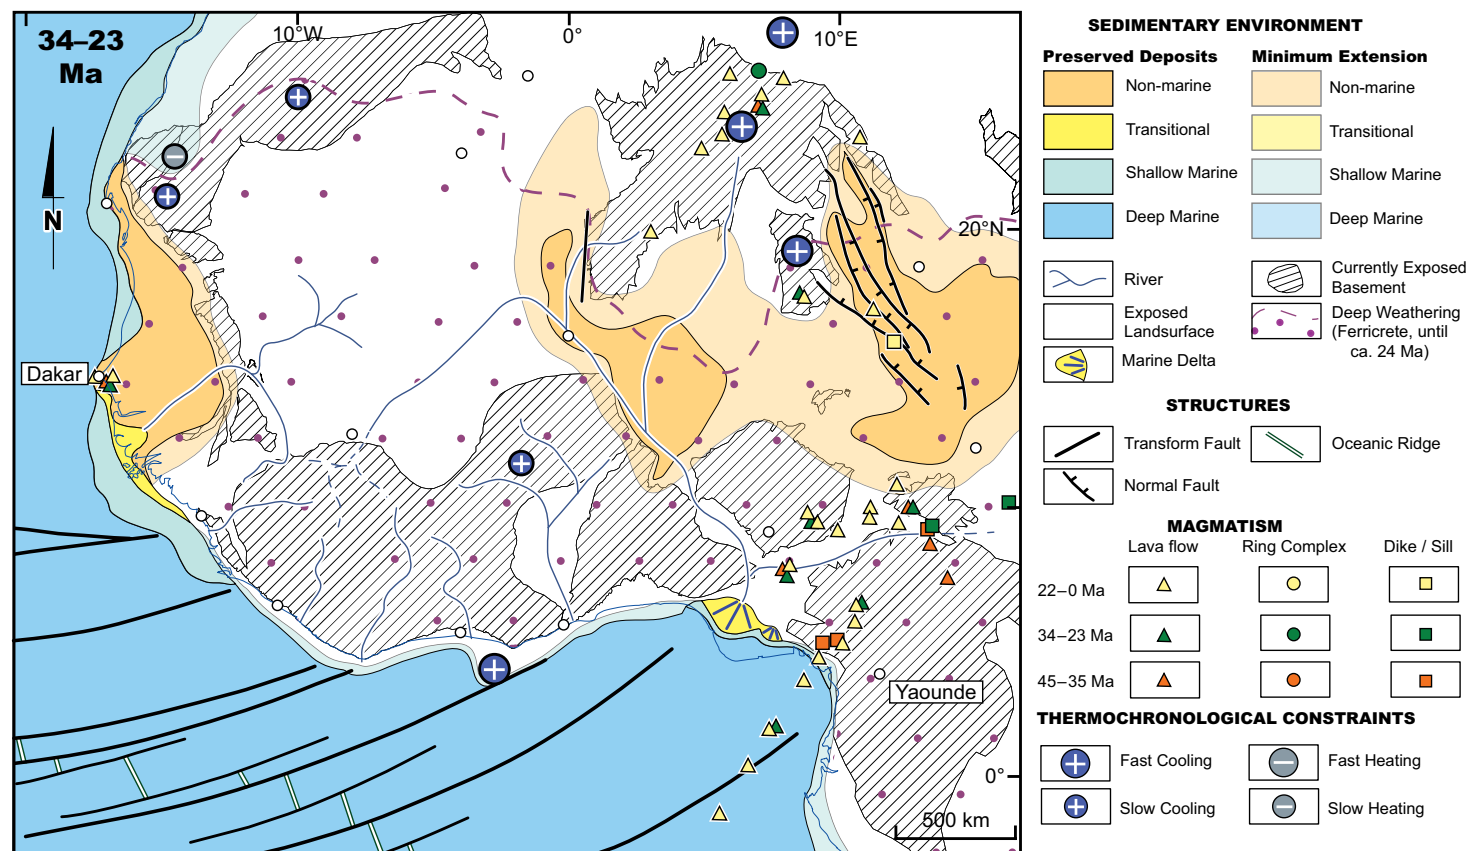 34–23
Ma
10°W
0°
10°E
20°N
N
Dakar
Yaounde
0°
500 km
SEDIMENTARY ENVIRONMENT
Preserved Deposits
Minimum Extension
Non-marine
Non-marine
Transitional
Transitional
Shallow Marine
Shallow Marine
Deep Marine
Deep Marine
River
Currently Exposed
Basement
Exposed
Landsurface
Deep Weathering
(Ferricrete, until
ca. 24 Ma)
Marine Delta
STRUCTURES
Transform Fault
Oceanic Ridge
Normal Fault
MAGMATISM
Lava flow
Ring Complex
Dike / Sill
22–0 Ma
34–23 Ma
45–35 Ma
THERMOCHRONOLOGICAL CONSTRAINTS
Fast Cooling
Fast Heating
Slow Cooling
Slow Heating